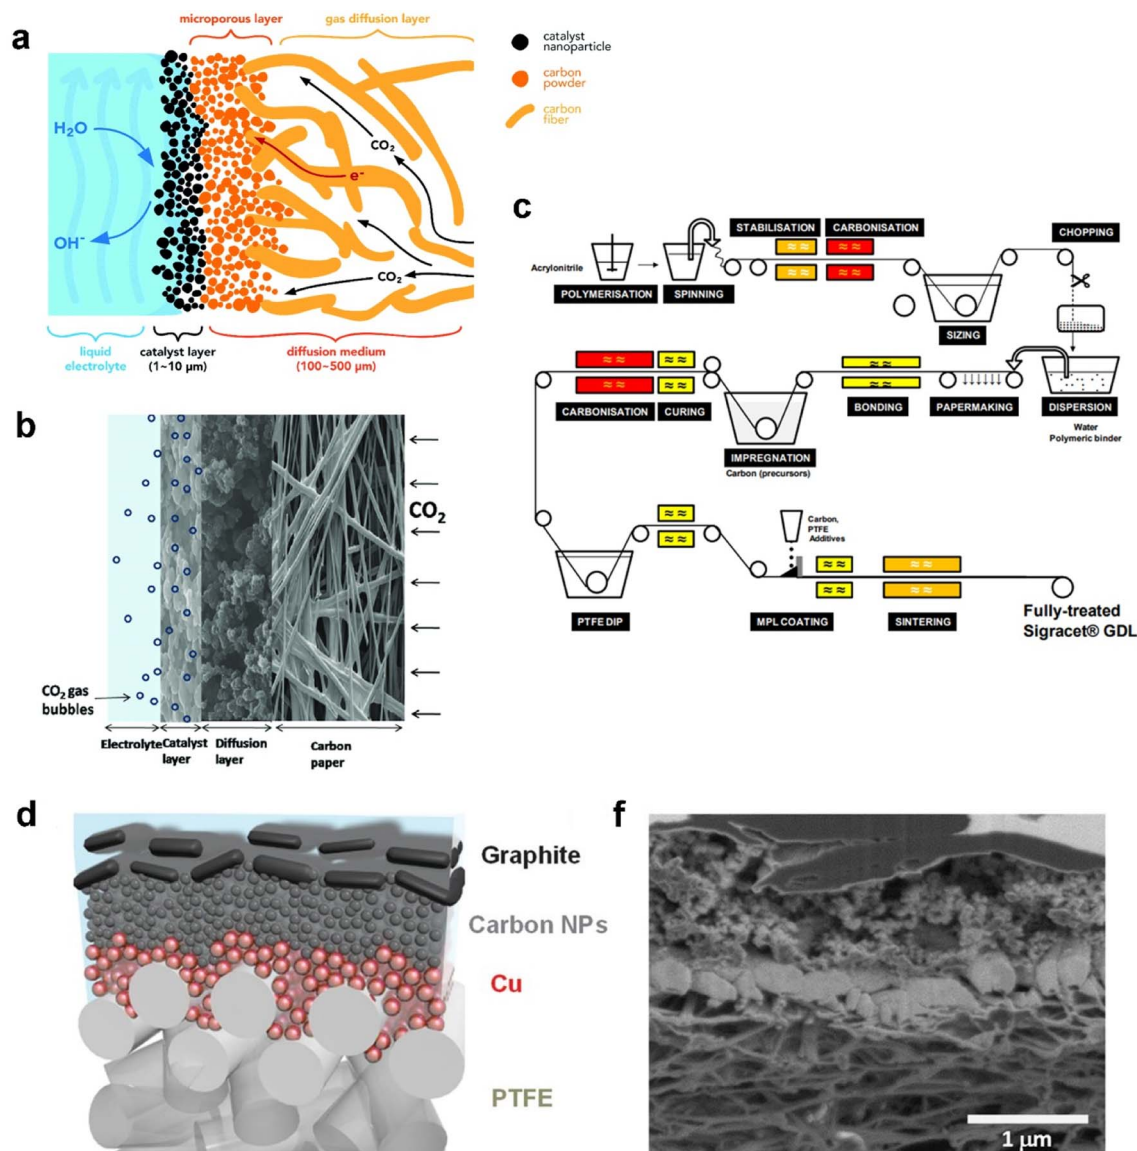 a
microporous layer
gas diffusion layer
catalyst
nanoparticle
carbon
powder
carbon
fiber
H₂O
CO₂
e⁻
OH⁻
CO₂
liquid
electrolyte
catalyst layer
(1~10 μm)
diffusion medium
(100~500 μm)
b
CO₂
CO₂ gas
bubbles
Electrolyte
Catalyst
layer
Diffusion
layer
Carbon
paper
c
STABILISATION
CARBONISATION
CHOPPING
Acrylonitrile
POLYMERISATION
SPINNING
SIZING
CARBONISATION
CURING
BONDING
PAPERMAKING
DISPERSION
Water
Polymeric binder
IMPREGNATION
Carbon (precursors)
Carbon,
PTFE
Additives
PTFE DIP
MPL COATING
SINTERING
Fully-treated
Sigracet® GDL
d
Graphite
Carbon NPs
Cu
PTFE
f
1 μm